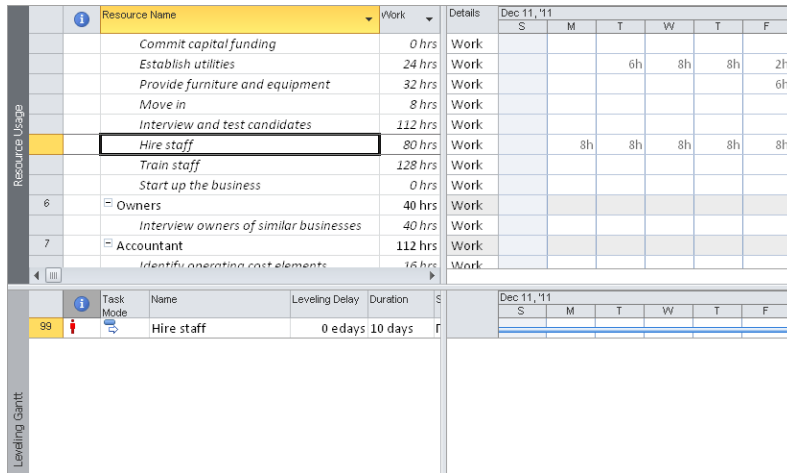 Resource Name Work Details Dec 11, '11
S M T W T F
Commit capital funding 0 hrs Work
Establish utilities 24 hrs Work 6h 8h 8h 2h
Provide furniture and equipment 32 hrs Work 6h
Move in 8 hrs Work
Interview and test candidates 112 hrs Work
Hire staff 80 hrs Work 8h 8h 8h 8h 8h
Train staff 128 hrs Work
Start up the business 0 hrs Work
6 Owners 40 hrs Work
Interview owners of similar businesses 40 hrs Work
7 Accountant 112 hrs Work
Identify operating cost elements 16 hrs Work
Resource Usage
Task Mode Name Leveling Delay Duration S Dec 11, '11
S M T W T F
99 Hire staff 0 edays 10 days
Leveling Gantt